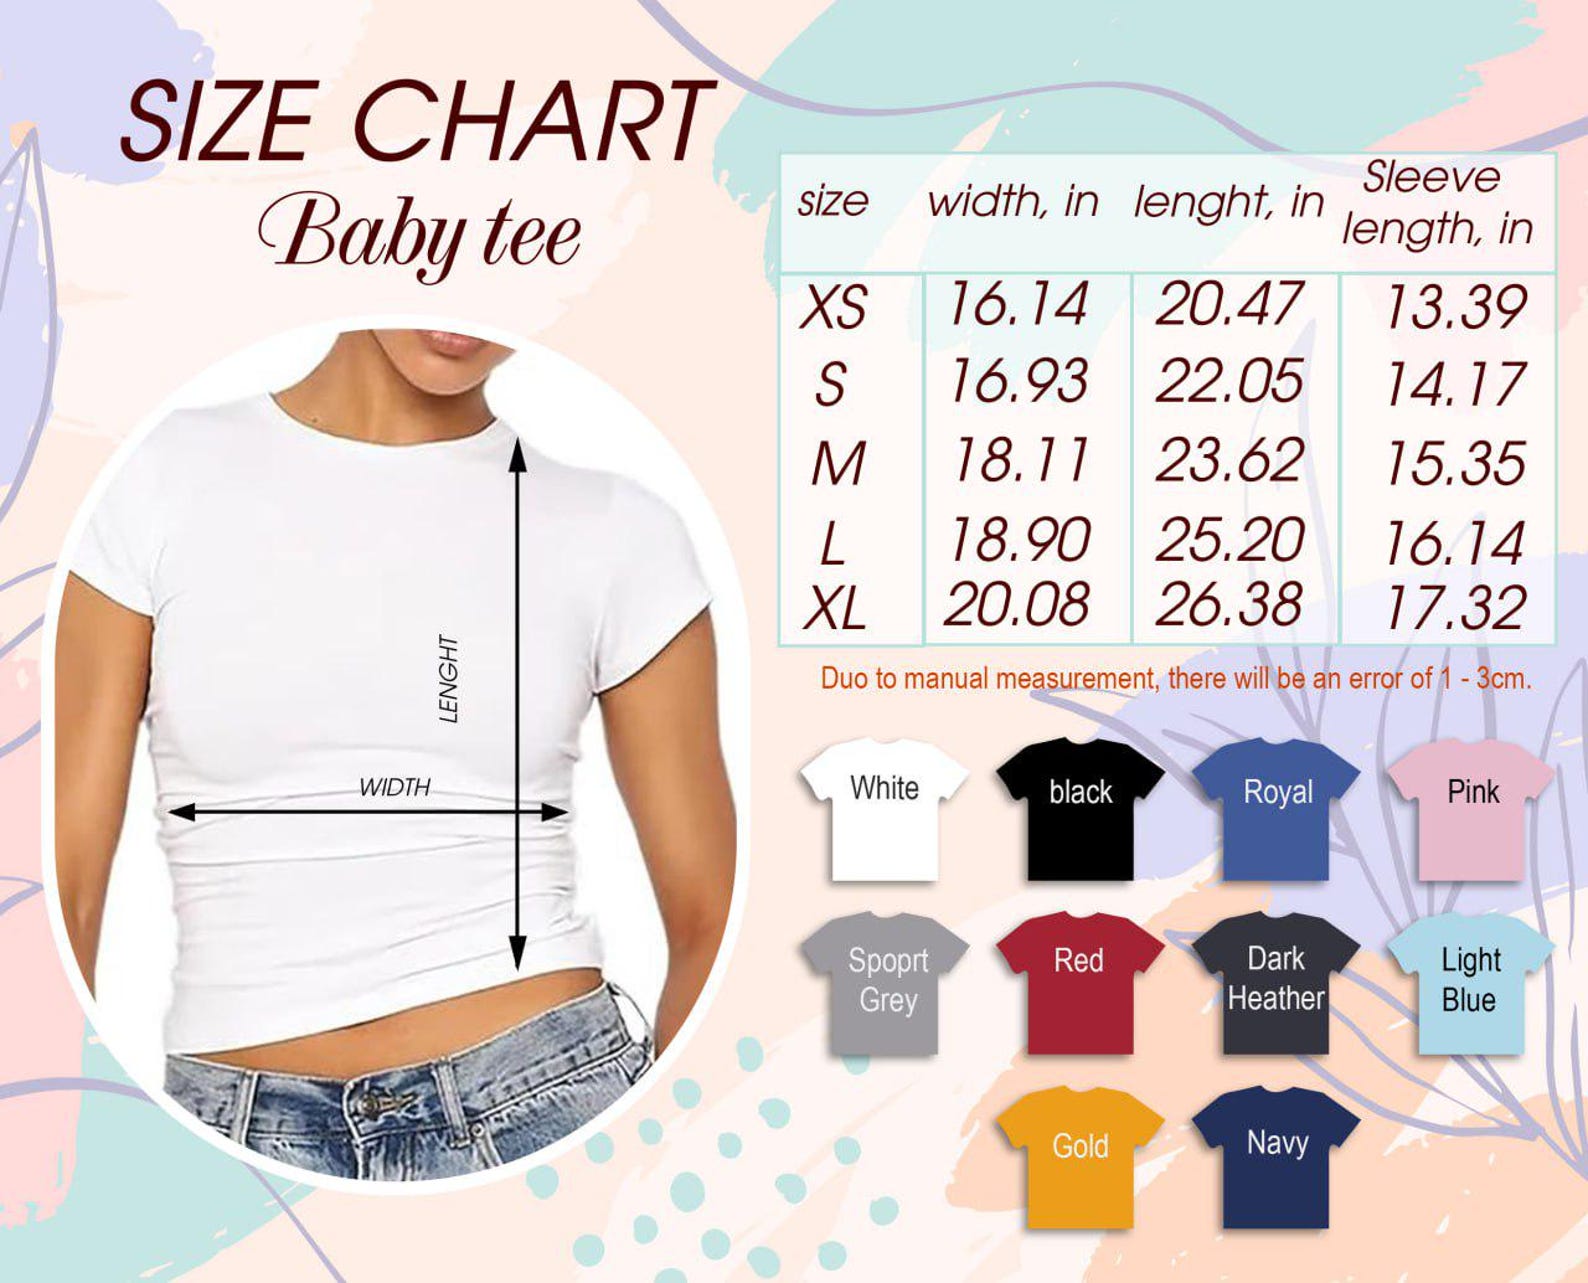 SIZE CHART
Baby tee
size width, in lenght, in Sleeve length, in
XS 16.14 20.47 13.39
S 16.93 22.05 14.17
M 18.11 23.62 15.35
L 18.90 25.20 16.14
XL 20.08 26.38 17.32
Duo to manual measurement, there will be an error of 1 - 3cm.
LENGHT
WIDTH
White black Royal Pink
Spoprt Grey
Red
Dark Heather
Light Blue
Gold Navy